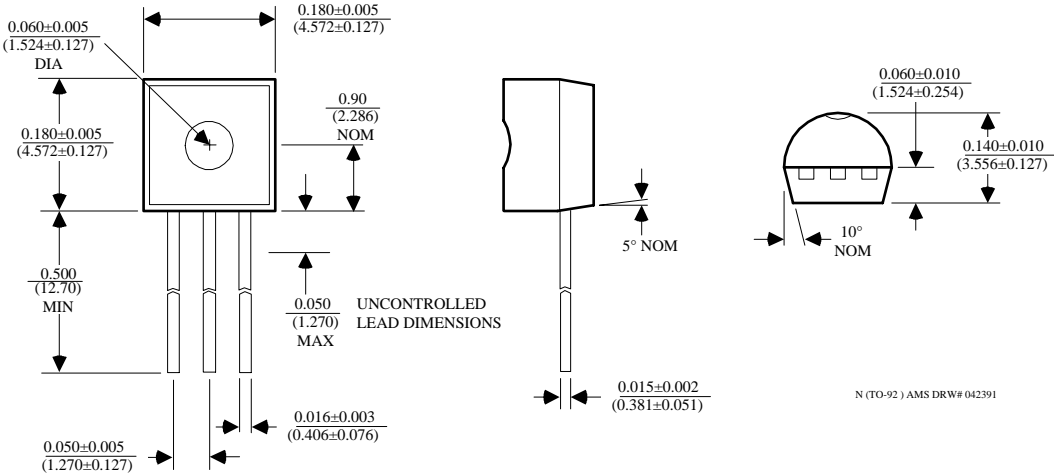 0.060±0.005
(1.524±0.127)
DIA
0.180±0.005
(4.572±0.127)
0.180±0.005
(4.572±0.127)
0.90
(2.286)
NOM
0.500
(12.70)
MIN
0.050
(1.270)
MAX
UNCONTROLLED
LEAD DIMENSIONS
0.016±0.003
(0.406±0.076)
0.050±0.005
(1.270±0.127)
5° NOM
0.015±0.002
(0.381±0.051)
0.060±0.010
(1.524±0.254)
0.140±0.010
(3.556±0.127)
10°
NOM
N (TO-92 ) AMS DRW# 042391